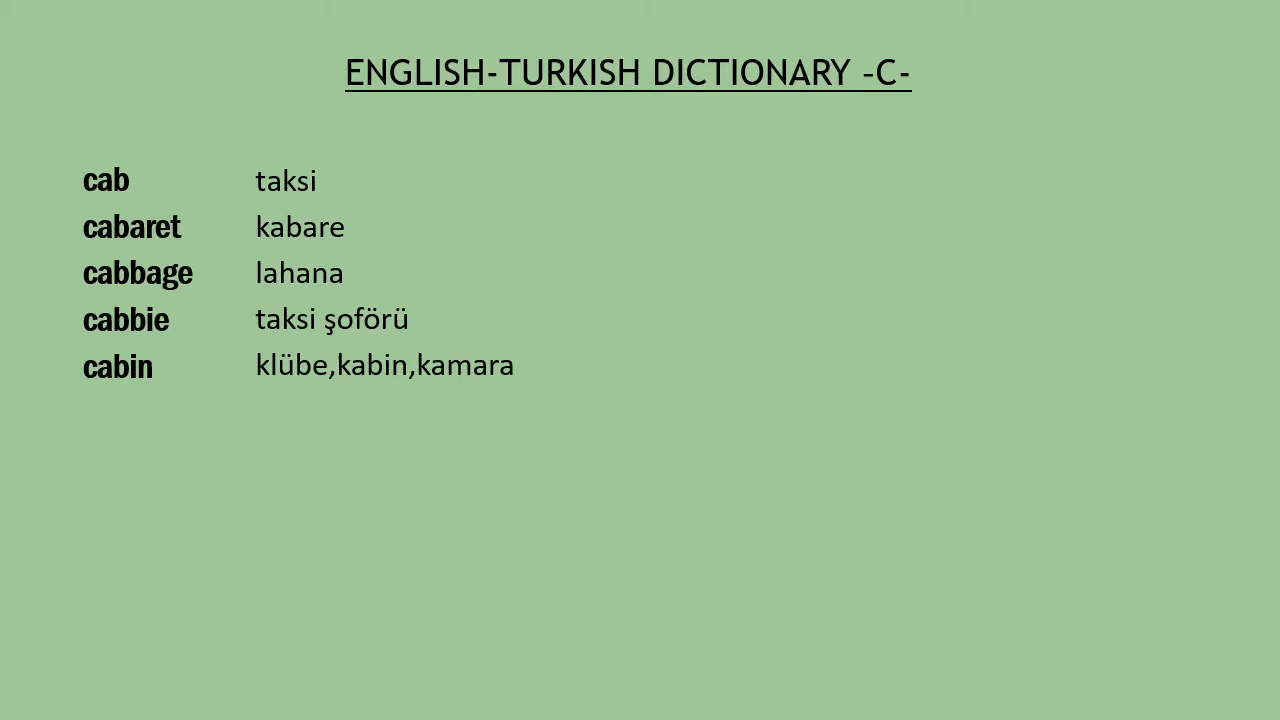 ENGLISH-TURKISH DICTIONARY –C-
cab taksi
cabaret kabare
cabbage lahana
cabbie taksi şoförü
cabin klübe,kabin,kamara